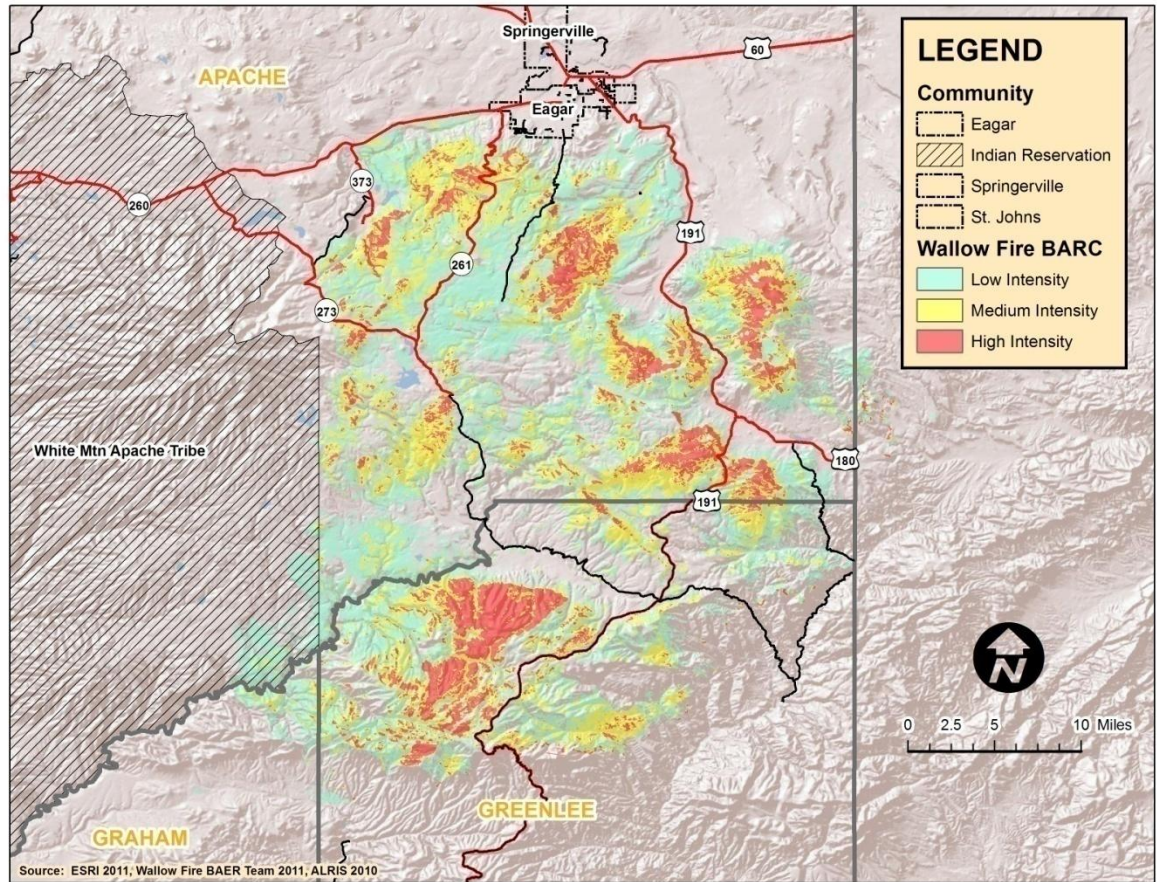 Springerville
60
APACHE
Eagar
373
260
191
261
273
White Mtn Apache Tribe
180
191
GREENLEE
GRAHAM
Source: ESRI 2011, Wallow Fire BAER Team 2011, ALRIS 2010
LEGEND
Community
Eagar
Indian Reservation
Springerville
St. Johns
Wallow Fire BARC
Low Intensity
Medium Intensity
High Intensity
N
0 2.5 5 10 Miles